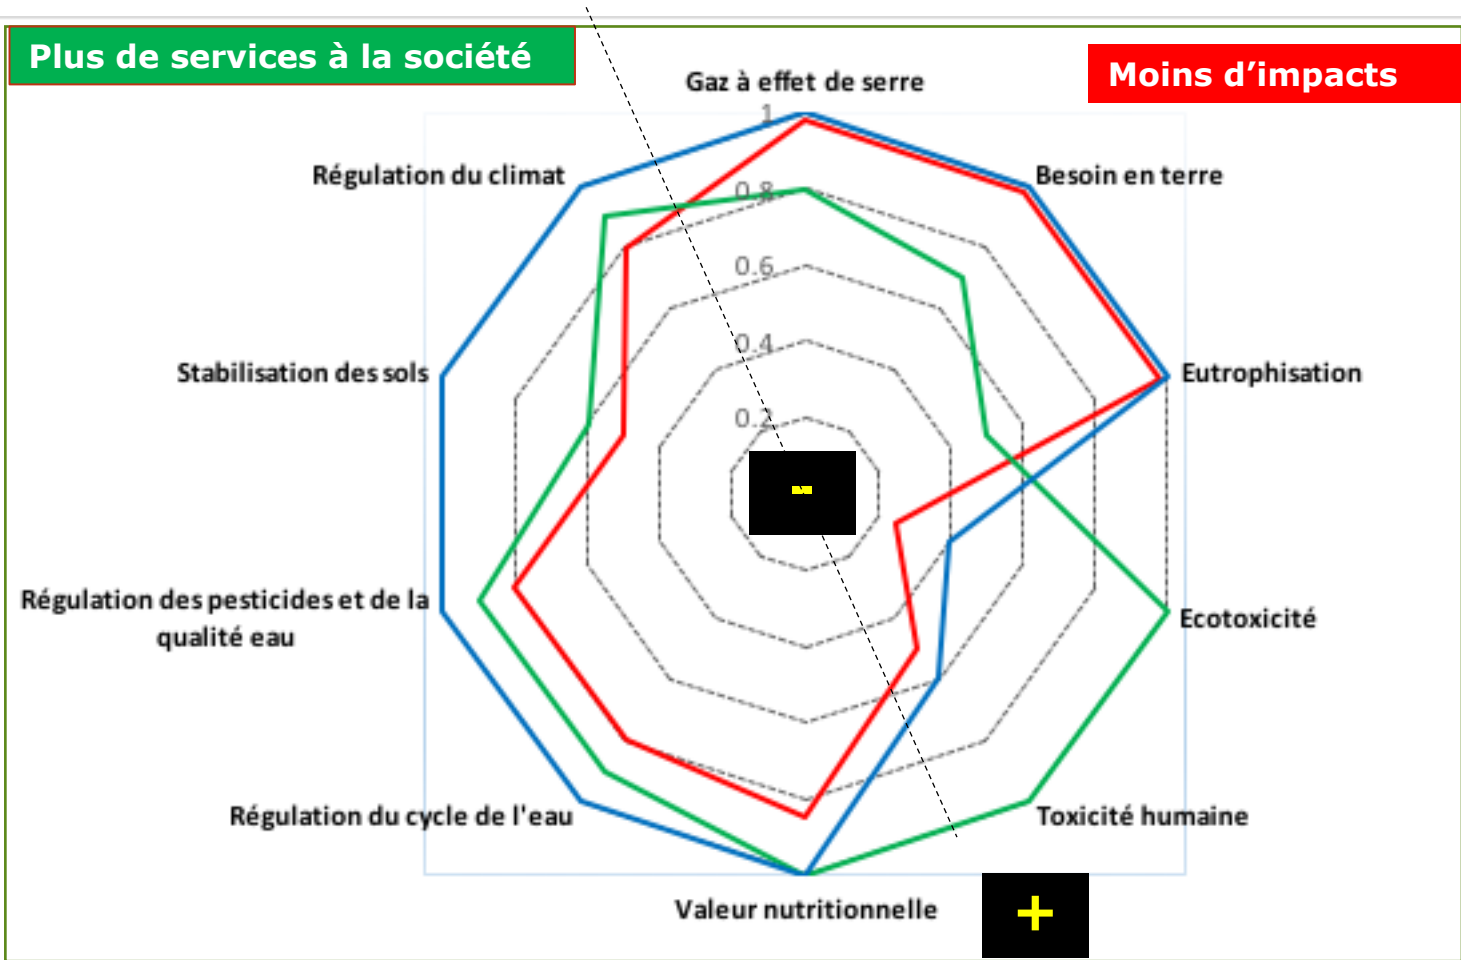 Plus de services à la société
Moins d’impacts
Gaz à effet de serre
1
Régulation du climat
Besoin en terre
0.8
0.6
0.4
Stabilisation des sols
Eutrophisation
0.2
-
Régulation des pesticides et de la
qualité eau
Ecotoxicité
Régulation du cycle de l'eau
Toxicité humaine
Valeur nutritionnelle
+